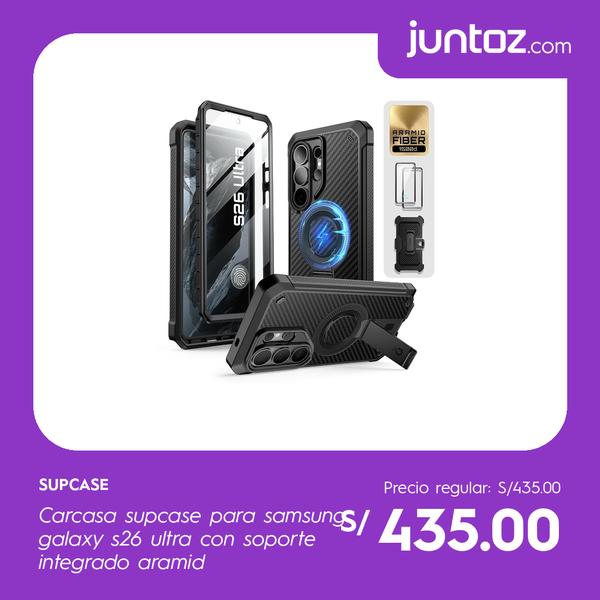 juntoz.com
S26 Ultra
ARAMID
FIBER
1500d
SUPCASE
Precio regular: S/435.00
Carcasa supcase para samsung
galaxy s26 ultra con soporte
integrado aramid
S/ 435.00